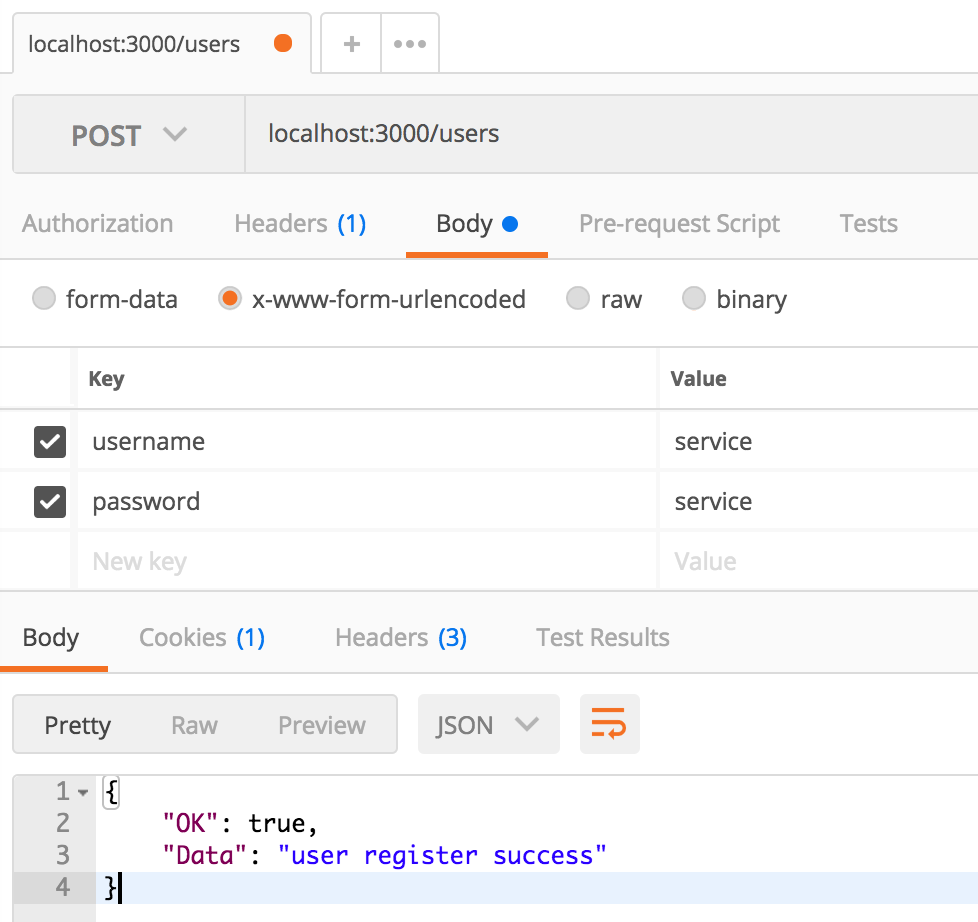 localhost:3000/users
POST localhost:3000/users
Authorization Headers (1) Body Pre-request Script Tests
form-data x-www-form-urlencoded raw binary
Key Value
username service
password service
New key Value
Body Cookies (1) Headers (3) Test Results
Pretty Raw Preview JSON
1 {
2 "OK": true,
3 "Data": "user register success"
4 }